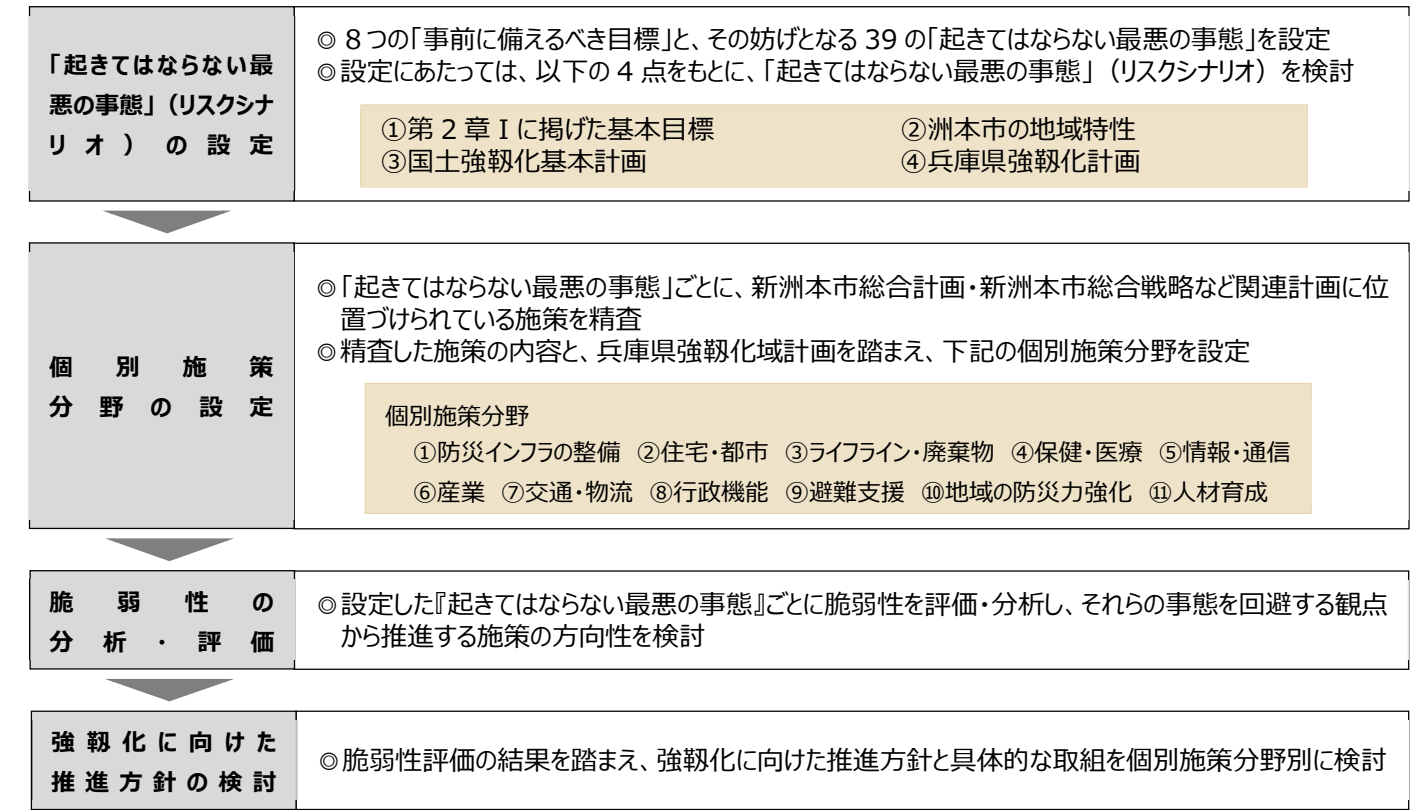 「起きてはならない最
悪の事態」（リスクシナ
リオ）の設定
◎８つの「事前に備えるべき目標」と、その妨げとなる 39 の「起きてはならない最悪の事態」を設定
◎設定にあたっては、以下の 4 点をもとに、「起きてはならない最悪の事態」（リスクシナリオ）を検討
①第 2 章Ⅰに掲げた基本目標 ②洲本市の地域特性
③国土強靱化基本計画 ④兵庫県強靱化計画
個別施策
分野の設定
◎「起きてはならない最悪の事態」ごとに、新洲本市総合計画・新洲本市総合戦略など関連計画に位
置づけられている施策を精査
◎精査した施策の内容と、兵庫県強靱化域計画を踏まえ、下記の個別施策分野を設定
個別施策分野
①防災インフラの整備 ②住宅・都市 ③ライフライン・廃棄物 ④保健・医療 ⑤情報・通信
⑥産業 ⑦交通・物流 ⑧行政機能 ⑨避難支援 ⑩地域の防災力強化 ⑪人材育成
脆弱性の
分析・評価
◎設定した『起きてはならない最悪の事態』ごとに脆弱性を評価・分析し、それらの事態を回避する観点
から推進する施策の方向性を検討
強靱化に向けた
推進方針の検討
◎脆弱性評価の結果を踏まえ、強靱化に向けた推進方針と具体的な取組を個別施策分野別に検討